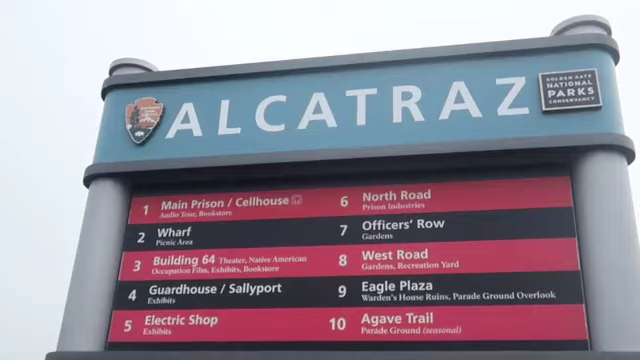 ALCATRAZ
GOLDEN GATE
NATIONAL
PARKS
CONSERVANCY
1 Main Prison / Cellhouse
Audio Tour, Bookstore
2 Wharf
Picnic Area
3 Building 64 Theater, Native American
Occupation Film, Exhibits, Bookstore
4 Guardhouse / Sallyport
Exhibits
5 Electric Shop
Exhibits
6 North Road
Prison Industries
7 Officers' Row
Gardens
8 West Road
Gardens, Recreation Yard
9 Eagle Plaza
Warden's House Ruins, Parade Ground Overlook
10 Agave Trail
Parade Ground (seasonal)